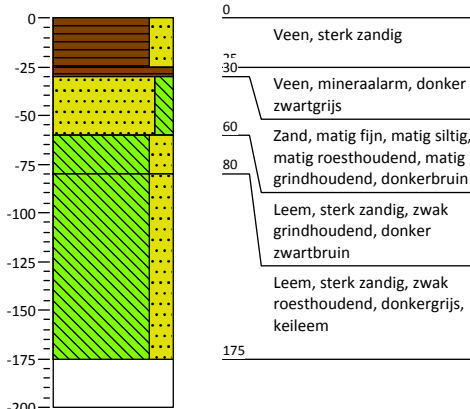 0
-25
-50
-75
-100
-125
-150
-175
-200
0
Veen, sterk zandig
25
30
Veen, mineraalarm, donker
zwartgrijs
60
Zand, matig fijn, matig siltig,
matig roesthoudend, matig
grindhoudend, donkerbruin
80
Leem, sterk zandig, zwak
grindhoudend, donker
zwartbruin
Leem, sterk zandig, zwak
roesthoudend, donkergrijs,
keileem
175